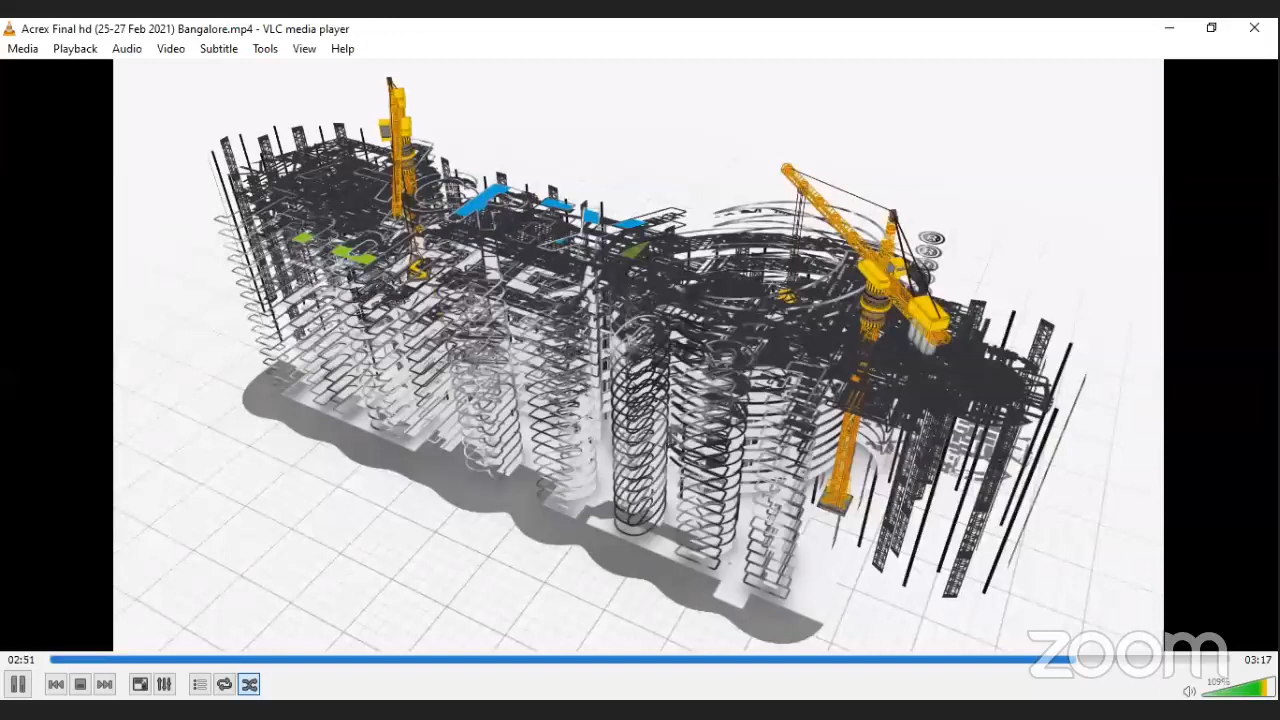 Acrex Final hd (25-27 Feb 2021) Bangalore.mp4 - VLC media player
Media Playback Audio Video Subtitle Tools View Help
02:51
03:17
zoom
109%